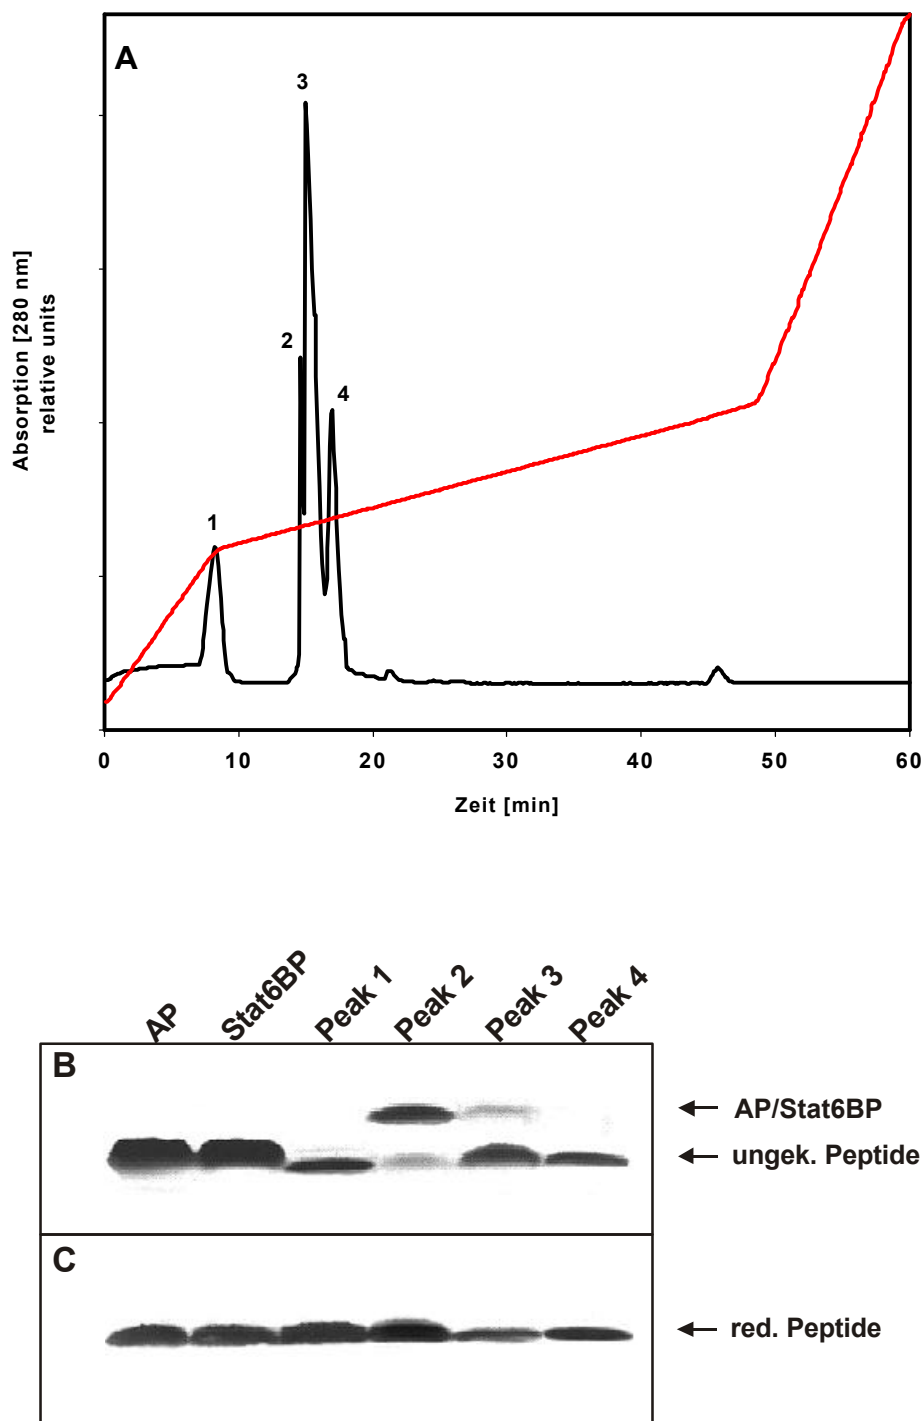 A
3
2
4
1
Absorption [280 nm]
relative units
0 10 20 30 40 50 60
Zeit [min]
AP Stat6BP Peak 1 Peak 2 Peak 3 Peak 4
B
AP/Stat6BP
ungek. Peptide
C
red. Peptide